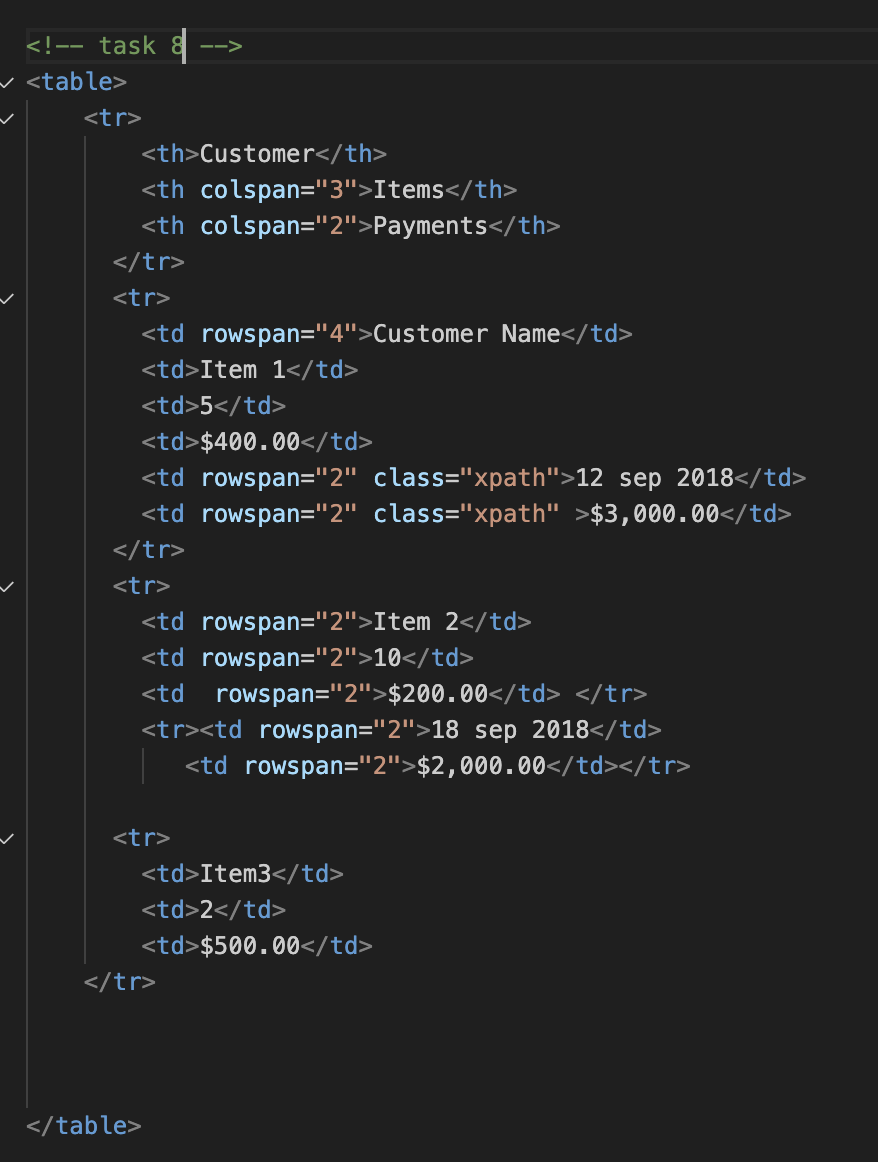 <!-- task 8 -->
<table>
<tr>
<th>Customer</th>
<th colspan="3">Items</th>
<th colspan="2">Payments</th>
</tr>
<tr>
<td rowspan="4">Customer Name</td>
<td>Item 1</td>
<td>5</td>
<td>$400.00</td>
<td rowspan="2" class="xpath">12 sep 2018</td>
<td rowspan="2" class="xpath" >$3,000.00</td>
</tr>
<tr>
<td rowspan="2">Item 2</td>
<td rowspan="2">10</td>
<td  rowspan="2">$200.00</td> </tr>
<tr><td rowspan="2">18 sep 2018</td>
<td rowspan="2">$2,000.00</td></tr>
<tr>
<td>Item3</td>
<td>2</td>
<td>$500.00</td>
</tr>
</table>